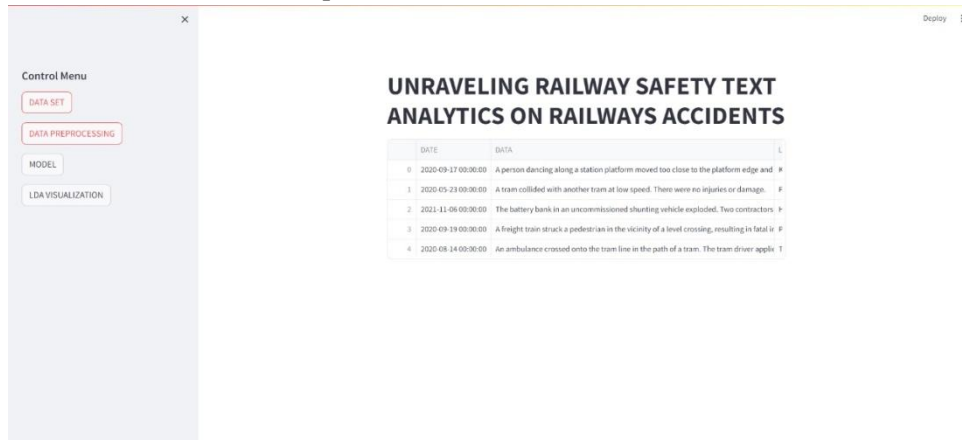 ×
Deploy ⋮
Control Menu
DATA SET
DATA PREPROCESSING
MODEL
LDA VISUALIZATION
UNRAVELING RAILWAY SAFETY TEXT
ANALYTICS ON RAILWAYS ACCIDENTS
DATE DATA L
0 2020-09-17 00:00:00 A person dancing along a station platform moved too close to the platform edge and
1 2020-05-23 00:00:00 A tram collided with another tram at low speed. There were no injuries or damage.
2 2021-11-06 00:00:00 The battery bank in an uncommissioned shunting vehicle exploded. Two contractors
3 2020-09-19 00:00:00 A freight train struck a pedestrian in the vicinity of a level crossing, resulting in fatal
4 2020-08-14 00:00:00 An ambulance crossed onto the tram line in the path of a tram. The tram driver applie T